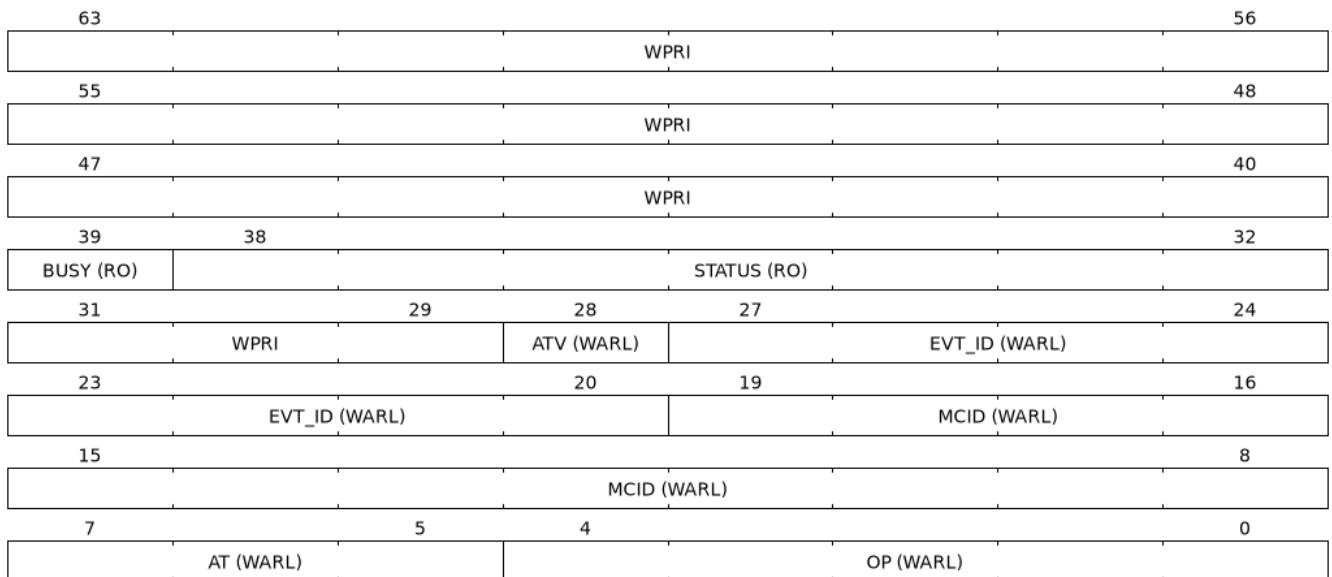 63 56
WPRI
55 48
WPRI
47 40
WPRI
39 38 32
BUSY (RO) STATUS (RO)
31 29 28 27 24
WPRI ATV (WARL) EVT_ID (WARL)
23 20 19 16
EVT_ID (WARL) MCID (WARL)
15 8
MCID (WARL)
7 5 4 0
AT (WARL) OP (WARL)